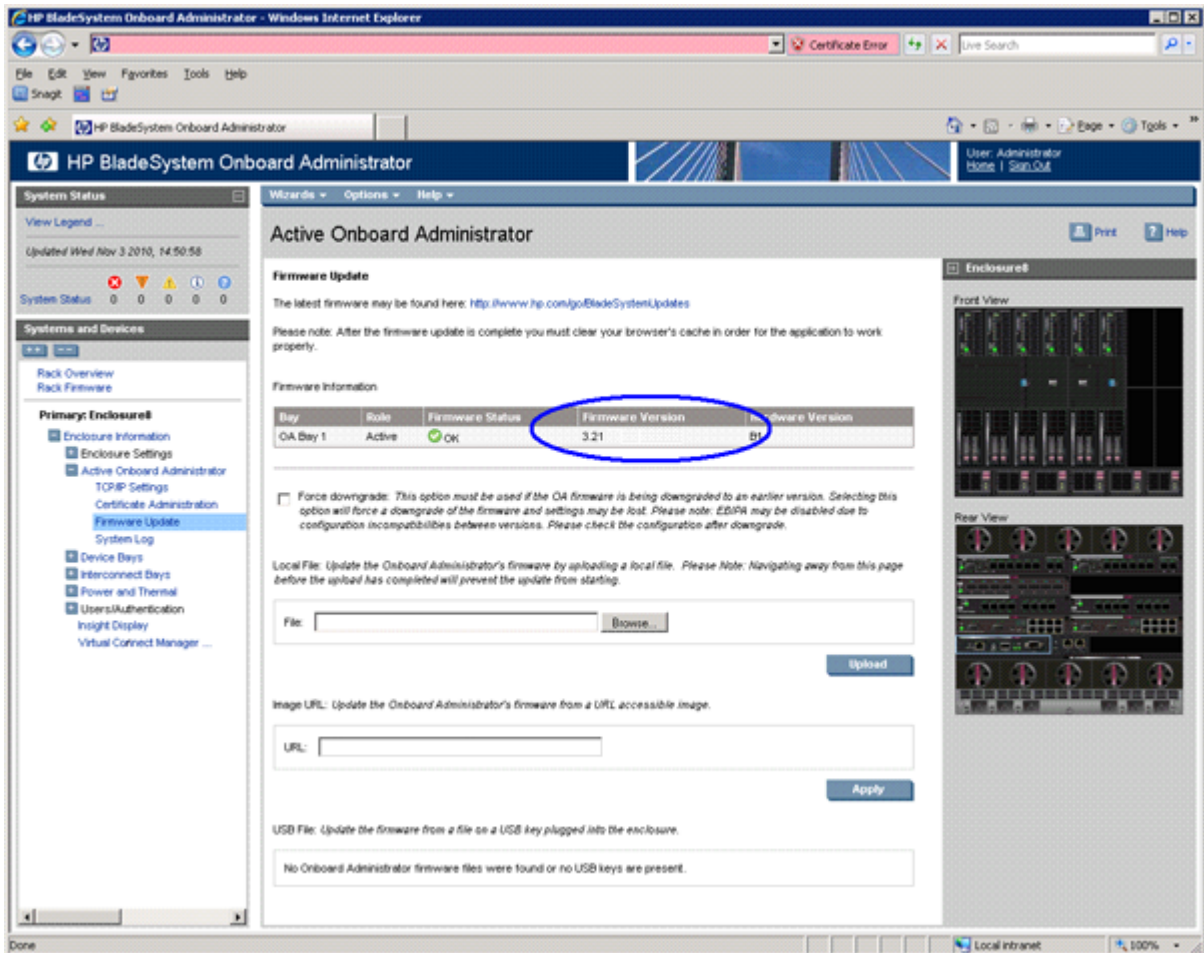 HP BladeSystem Onboard Administrator - Windows Internet Explorer
Certificate Error
Live Search
File Edit View Favorites Tools Help
Snagit
HP BladeSystem Onboard Administrator
Page Tools
HP BladeSystem Onboard Administrator
User: Administrator
Home | Sign Out
System Status
Wizards Options Help
View Legend ...
Updated Wed Nov 3 2010, 14:50:58
System Status 0 0 0 0 0
Active Onboard Administrator
Print Help
Systems and Devices
Rack Overview
Rack Firmware
Primary: Enclosure8
Enclosure Information
Enclosure Settings
Active Onboard Administrator
TCP/IP Settings
Certificate Administration
Firmware Update
System Log
Device Bays
Interconnect Bays
Power and Thermal
Users/Authentication
Insight Display
Virtual Connect Manager ...
Firmware Update
The latest firmware may be found here: http://www.hp.com/go/BladeSystemUpdates
Please note: After the firmware update is complete you must clear your browser's cache in order for the application to work
properly.
Firmware Information
Bay Role Firmware Status Firmware Version Hardware Version
OA Bay 1 Active OK 3.21 B1
Force downgrade: This option must be used if the OA firmware is being downgraded to an earlier version. Selecting this
option will force a downgrade of the firmware and settings may be lost. Please note: EBIPA may be disabled due to
configuration incompatibilities between versions. Please check the configuration after downgrade.
Local File: Update the Onboard Administrator's firmware by uploading a local file. Please Note: Navigating away from this page
before the upload has completed will prevent the update from starting.
File: Browse...
Upload
Image URL: Update the Onboard Administrator's firmware from a URL accessible image.
URL:
Apply
USB File: Update the firmware from a file on a USB key plugged into the enclosure.
No Onboard Administrator firmware files were found or no USB keys are present.
Enclosure8
Front View
Rear View
Done
Local intranet
100%